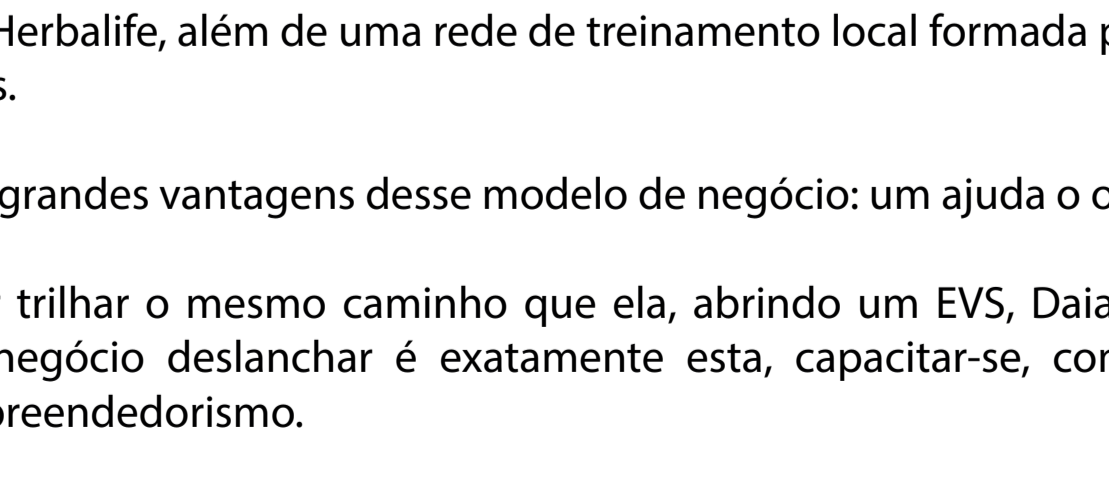 Herbalife, além de uma rede de treinamento local formada
s.
grandes vantagens desse modelo de negócio: um ajuda o o
trilhar o mesmo caminho que ela, abrindo um EVS, Daia
negócio deslanchar é exatamente esta, capacitar-se, co
preendedorismo.